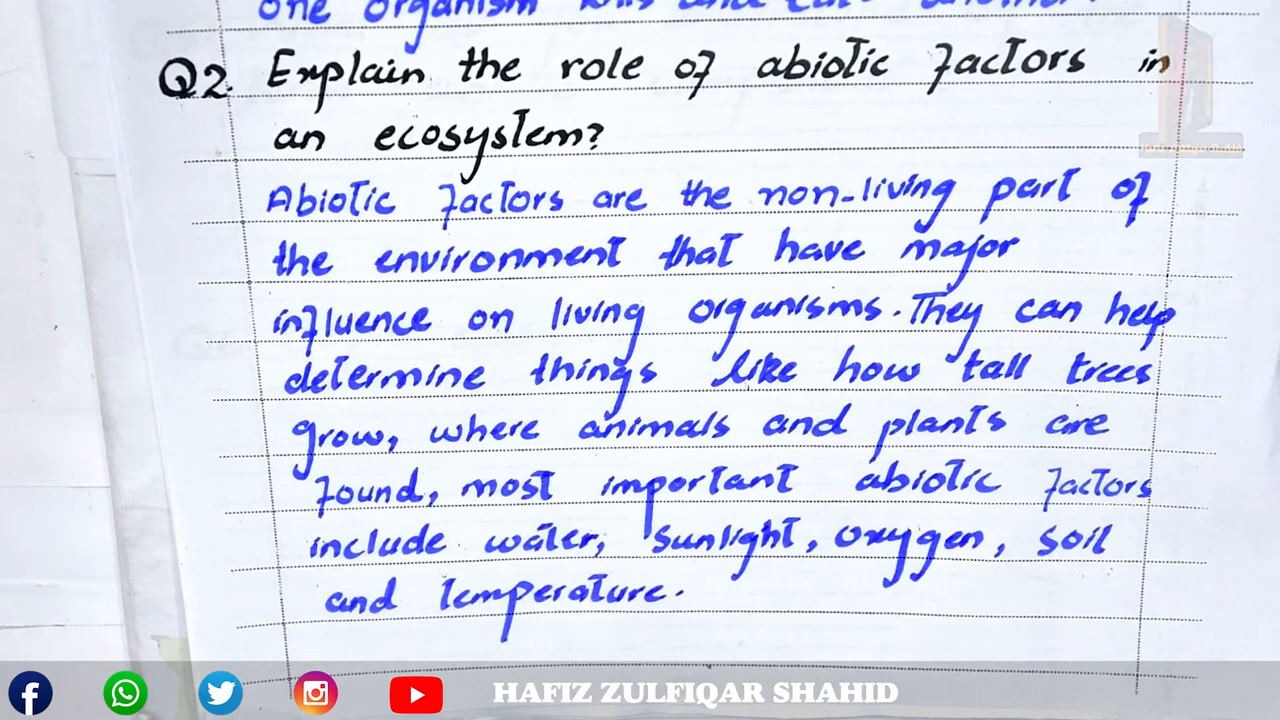 one organism
Q2. Explain the role of abiotic factors in
an ecosystem?
Abiotic factors are the non-living part of
the environment that have major
influence on living organisms. They can help
determine things like how tall trees
grow, where animals and plants are
found, most important abiotic factors
include water, sunlight, oxygen, soil
and temperature.
HAFIZ ZULFIQAR SHAHID